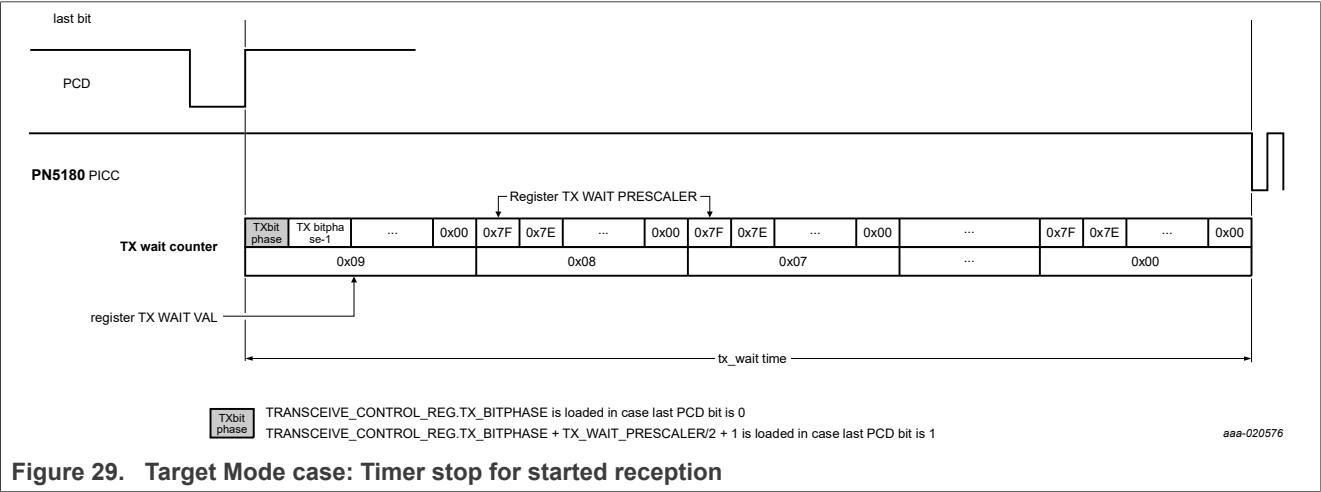 last bit
PCD
PN5180 PICC
Register TX WAIT PRESCALER
TX wait counter
TXbit phase TX bitpha se-1 ... 0x00 0x7F 0x7E ... 0x00 0x7F 0x7E ... 0x00 ... 0x7F 0x7E ... 0x00
0x09 0x08 0x07 ... 0x00
register TX WAIT VAL
tx_wait time
TXbit phase
TRANSCEIVE_CONTROL_REG.TX_BITPHASE is loaded in case last PCD bit is 0
TRANSCEIVE_CONTROL_REG.TX_BITPHASE + TX_WAIT_PRESCALER/2 + 1 is loaded in case last PCD bit is 1
aaa-020576
Figure 29. Target Mode case: Timer stop for started reception